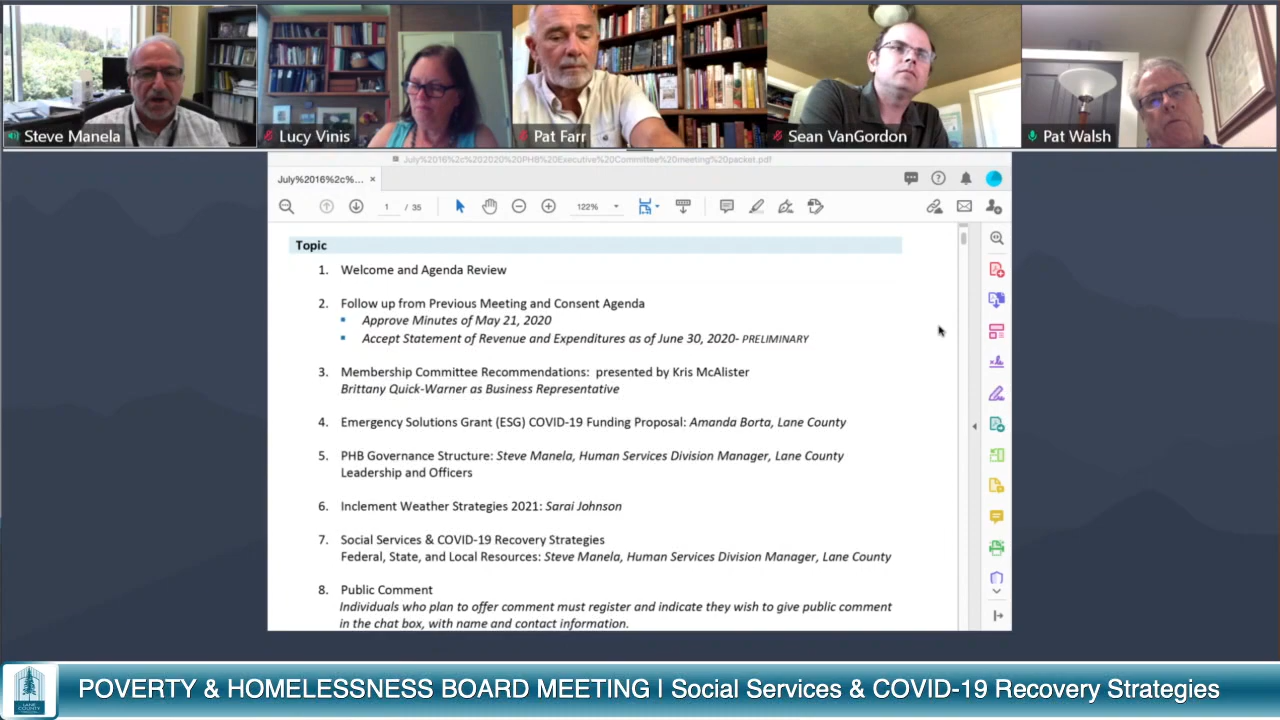 Steve Manela
Lucy Vinis
Pat Farr
Sean VanGordon
Pat Walsh
July%2016%2c%202020%20PHB%20Executive%20Committee%20meeting%20packet.pdf
July%2016%2c%...
1 / 35
122%
Topic
1. Welcome and Agenda Review
2. Follow up from Previous Meeting and Consent Agenda
▪ Approve Minutes of May 21, 2020
▪ Accept Statement of Revenue and Expenditures as of June 30, 2020- PRELIMINARY
3. Membership Committee Recommendations: presented by Kris McAlister
Brittany Quick-Warner as Business Representative
4. Emergency Solutions Grant (ESG) COVID-19 Funding Proposal: Amanda Borta, Lane County
5. PHB Governance Structure: Steve Manela, Human Services Division Manager, Lane County
Leadership and Officers
6. Inclement Weather Strategies 2021: Sarai Johnson
7. Social Services & COVID-19 Recovery Strategies
Federal, State, and Local Resources: Steve Manela, Human Services Division Manager, Lane County
8. Public Comment
Individuals who plan to offer comment must register and indicate they wish to give public comment
in the chat box, with name and contact information.
LANE
COUNTY
POVERTY & HOMELESSNESS BOARD MEETING | Social Services & COVID-19 Recovery Strategies